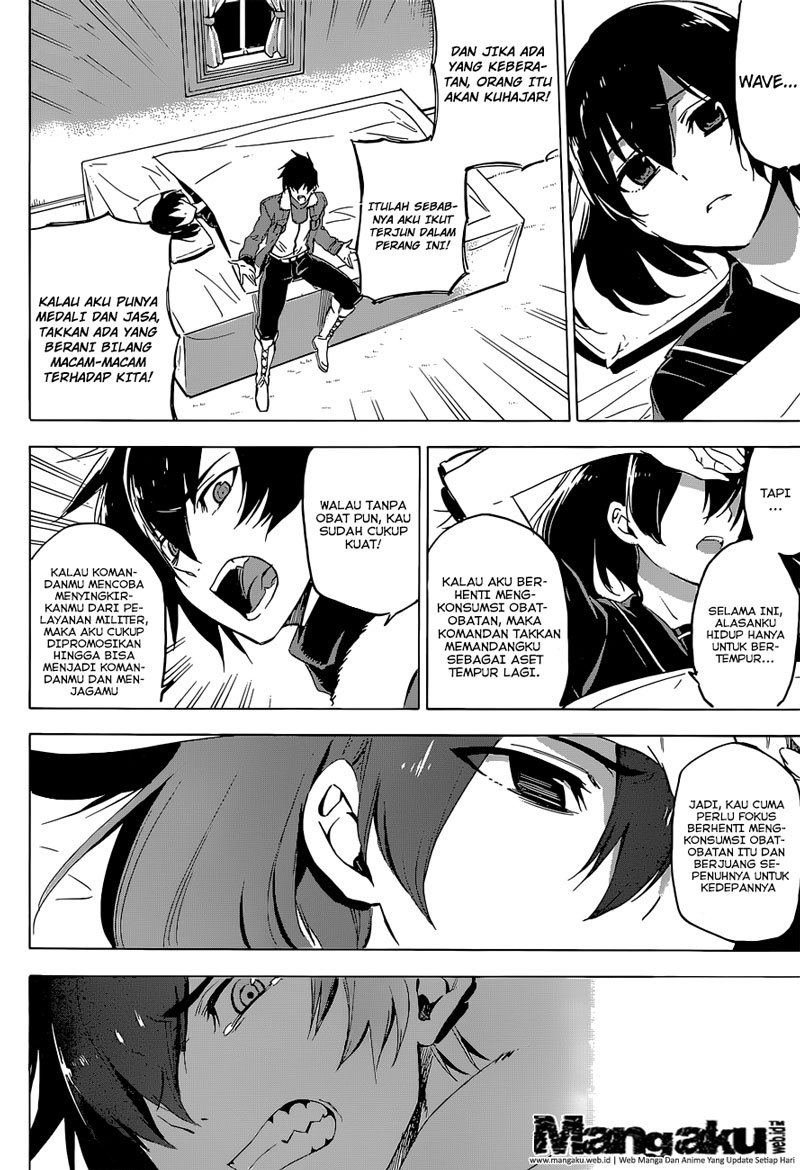 WAVE...
DAN JIKA ADA
YANG KEBERA-
TAN, ORANG ITU
AKAN KUHAJAR!
ITULAH SEBAB-
NYA AKU IKUT
TERJUN DALAM
PERANG INI!
KALAU AKU PUNYA
MEDALI DAN JASA,
TAKKAN ADA YANG
BERANI BILANG
MACAM-MACAM
TERHADAP KITA!
TAPI
...
SELAMA INI,
ALASANKU
HIDUP HANYA
UNTUK BER-
TEMPUR...
KALAU AKU BER-
HENTI MENG-
KONSUMSI OBAT-
OBATAN, MAKA
KOMANDAN TAKKAN
MEMANDANGKU
SEBAGAI ASET
TEMPUR LAGI.
WALAU TANPA
OBAT PUN, KAU
SUDAH CUKUP
KUAT!
KALAU KOMAN-
DANMU MENCOBA
MENYINGKIR-
KANMU DARI PE-
LAYANAN MILITER,
MAKA AKU CUKUP
DIPROMOSIKAN
HINGGA BISA
MENJADI KOMAN-
DANMU DAN MEN-
JAGAMU
JADI, KAU CUMA
PERLU FOKUS
BERHENTI MENG-
KONSUMSI OBAT-
OBATAN ITU DAN
BERJUANG SE-
PENUHNYA UNTUK
KEDEPANNYA
Mangaku
web.id
www.mangaku.web.id | Web Manga Dan Anime Yang Update Setiap Hari